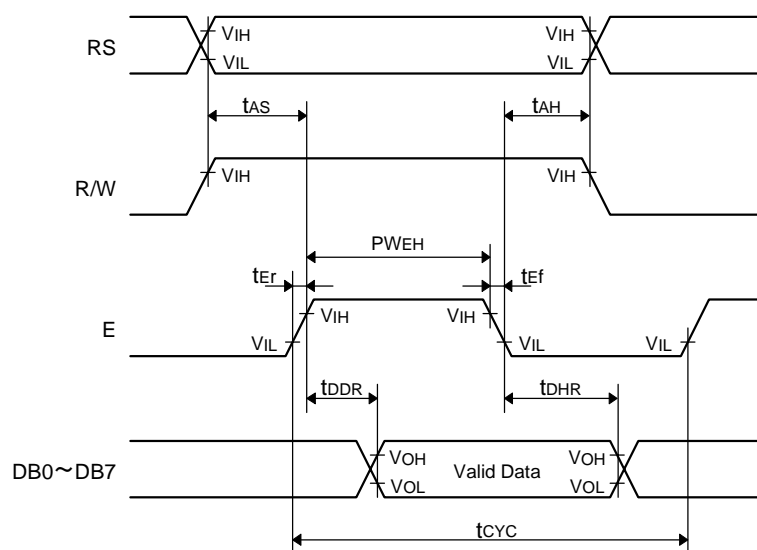 RS
VIH
VIH
VIL
VIL
tAS
tAH
R/W
VIH
VIH
PWEH
tEr
tEf
E
VIH
VIH
VIL
VIL
VIL
tDDR
tDHR
DB0～DB7
VOH
Valid Data
VOH
VOL
VOL
tCYC